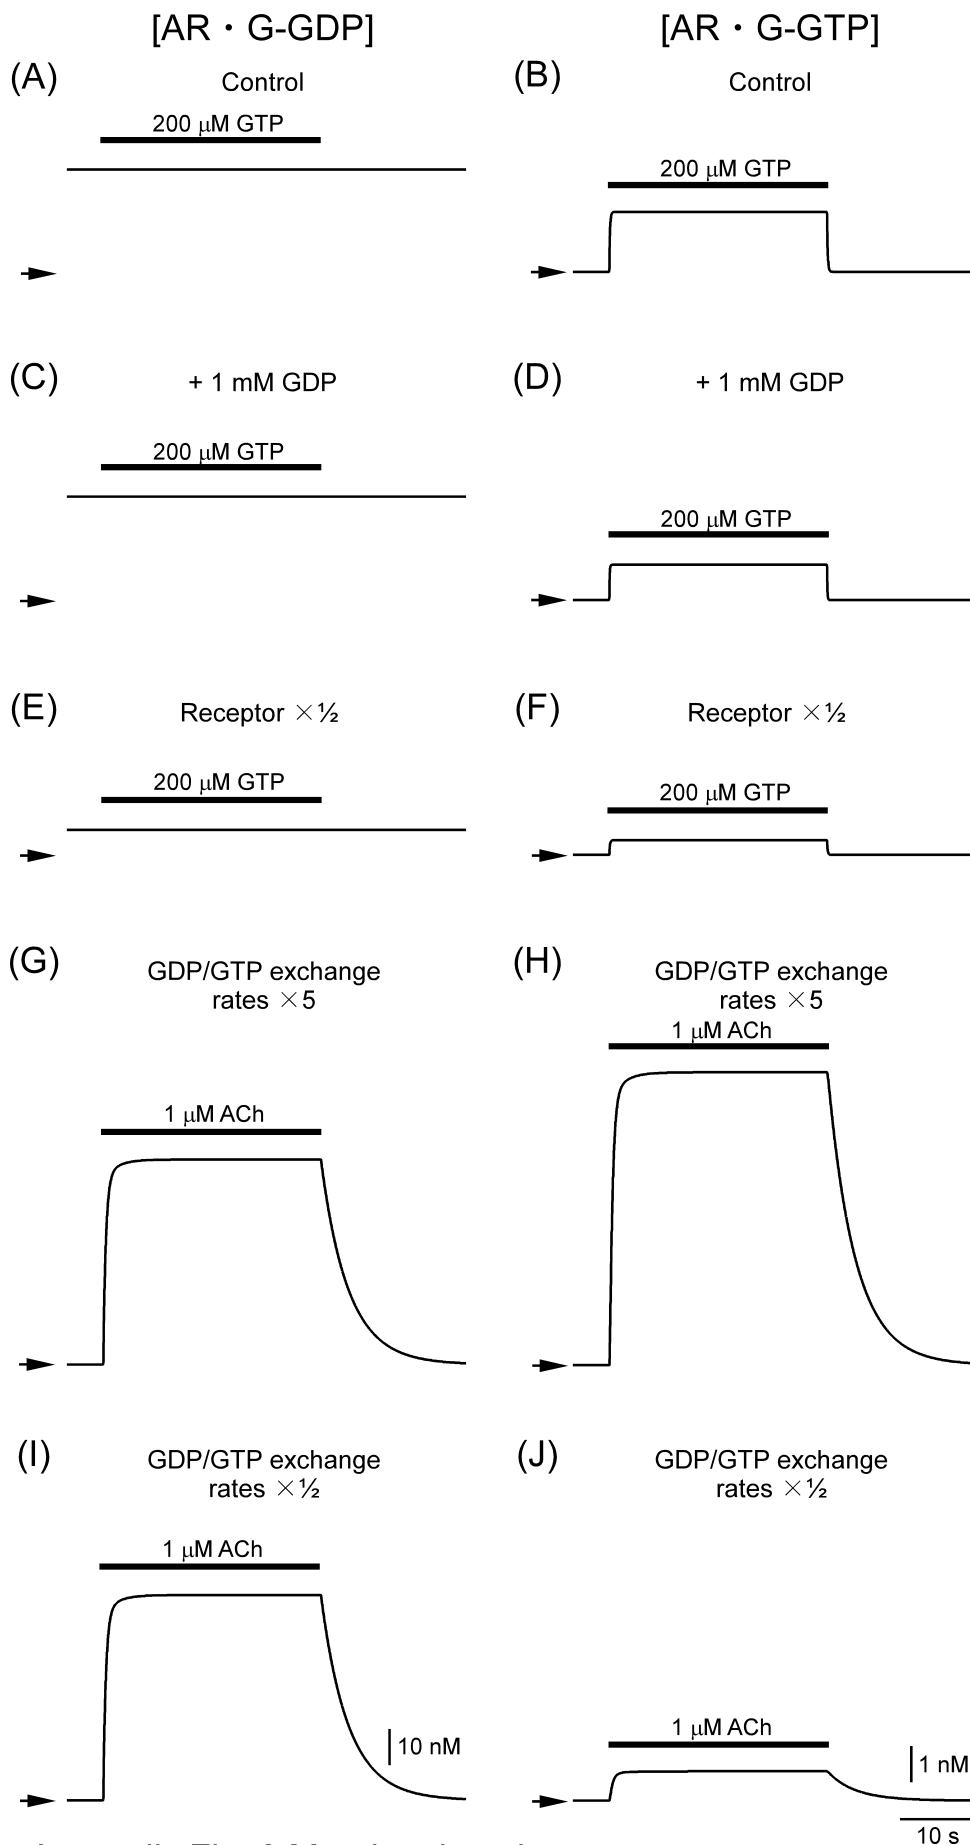 [AR・G-GDP]
[AR・G-GTP]
(A)
Control
200 μM GTP
(B)
Control
200 μM GTP
(C)
+ 1 mM GDP
200 μM GTP
(D)
+ 1 mM GDP
200 μM GTP
(E)
Receptor ×½
200 μM GTP
(F)
Receptor ×½
200 μM GTP
(G)
GDP/GTP exchange
rates ×5
1 μM ACh
(H)
GDP/GTP exchange
rates ×5
1 μM ACh
(I)
GDP/GTP exchange
rates ×½
1 μM ACh
10 nM
(J)
GDP/GTP exchange
rates ×½
1 μM ACh
1 nM
10 s